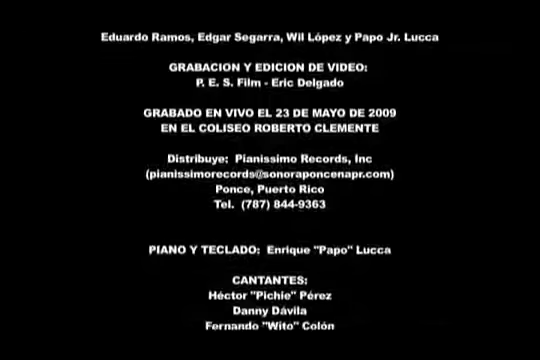 Eduardo Ramos, Edgar Segarra, Wil López y Papo Jr. Lucca
GRABACION Y EDICION DE VIDEO:
P. E. S. Film - Eric Delgado
GRABADO EN VIVO EL 23 DE MAYO DE 2009
EN EL COLISEO ROBERTO CLEMENTE
Distribuye: Pianissimo Records, Inc
(pianissimorecords@sonoraponcenapr.com)
Ponce, Puerto Rico
Tel. (787) 844-9363
PIANO Y TECLADO: Enrique "Papo" Lucca
CANTANTES:
Héctor "Pichie" Pérez
Danny Dávila
Fernando "Wito" Colón